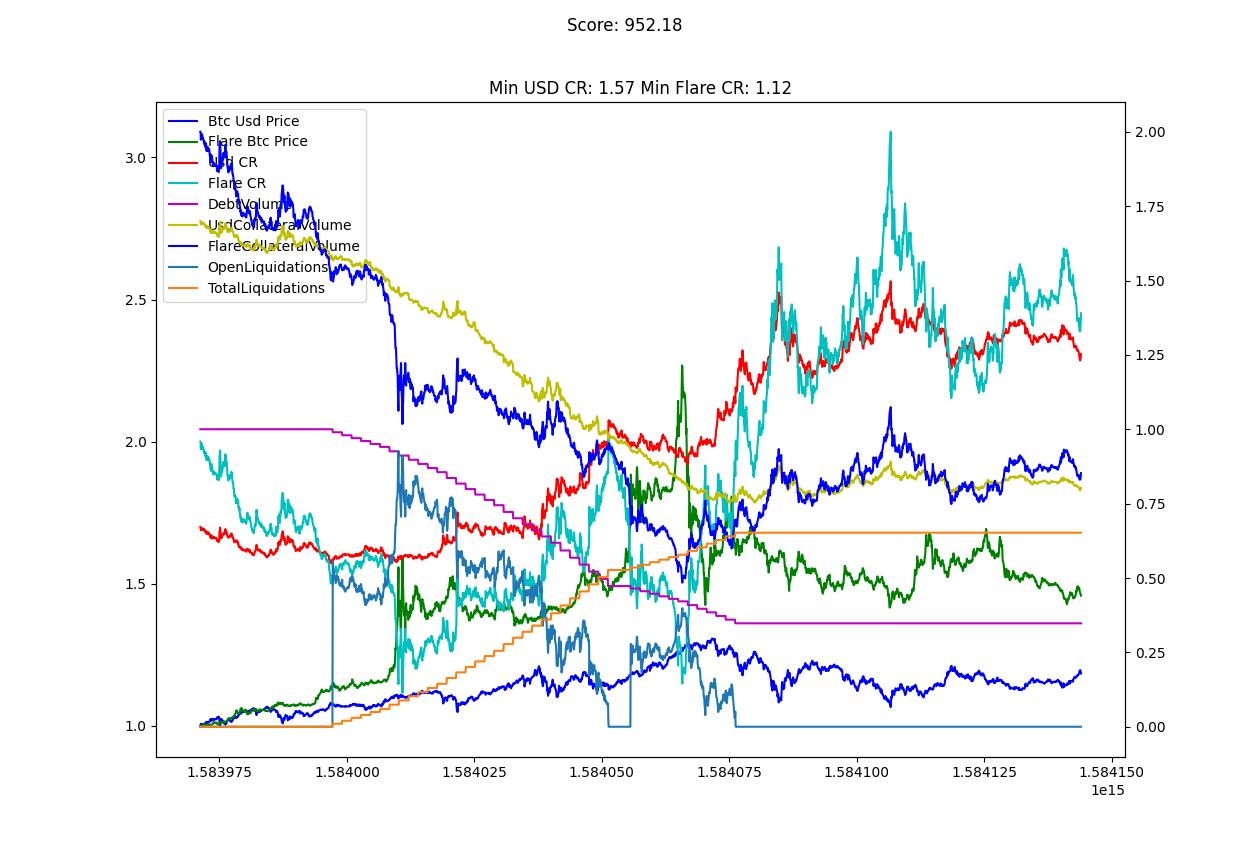 Score: 952.18
Min USD CR: 1.57 Min Flare CR: 1.12
Btc Usd Price
Flare Btc Price
Usd CR
Flare CR
DebtVolume
UsdCollateralVolume
FlareCollateralVolume
OpenLiquidations
TotalLiquidations
3.0
2.5
2.0
1.5
1.0
2.00
1.75
1.50
1.25
1.00
0.75
0.50
0.25
0.00
1.583975
1.584000
1.584025
1.584050
1.584075
1.584100
1.584125
1.584150
1e15